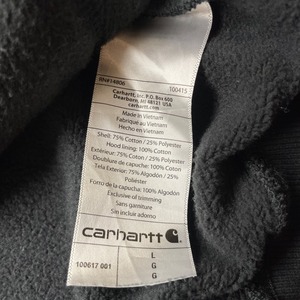 RN#14806 100415
Carhartt, Inc. P.O. Box 600
Dearborn, MI 48121, USA
carhartt.com
Made in Vietnam
Fabriqué au Vietnam
Hecho en Vietnam
Shell: 75% Cotton / 25% Polyester
Hood lining: 100% Cotton
Extérieur: 75% Coton / 25% Polyester
Doublure de capuche: 100% Coton
Tela Exterior: 75% Algodón / 25% Poliéster
Forro de la capucha: 100% Algodón
Exclusive of trimming
Sans garniture
Sin incluir adorno
carhartt
100617 001
L
G
G